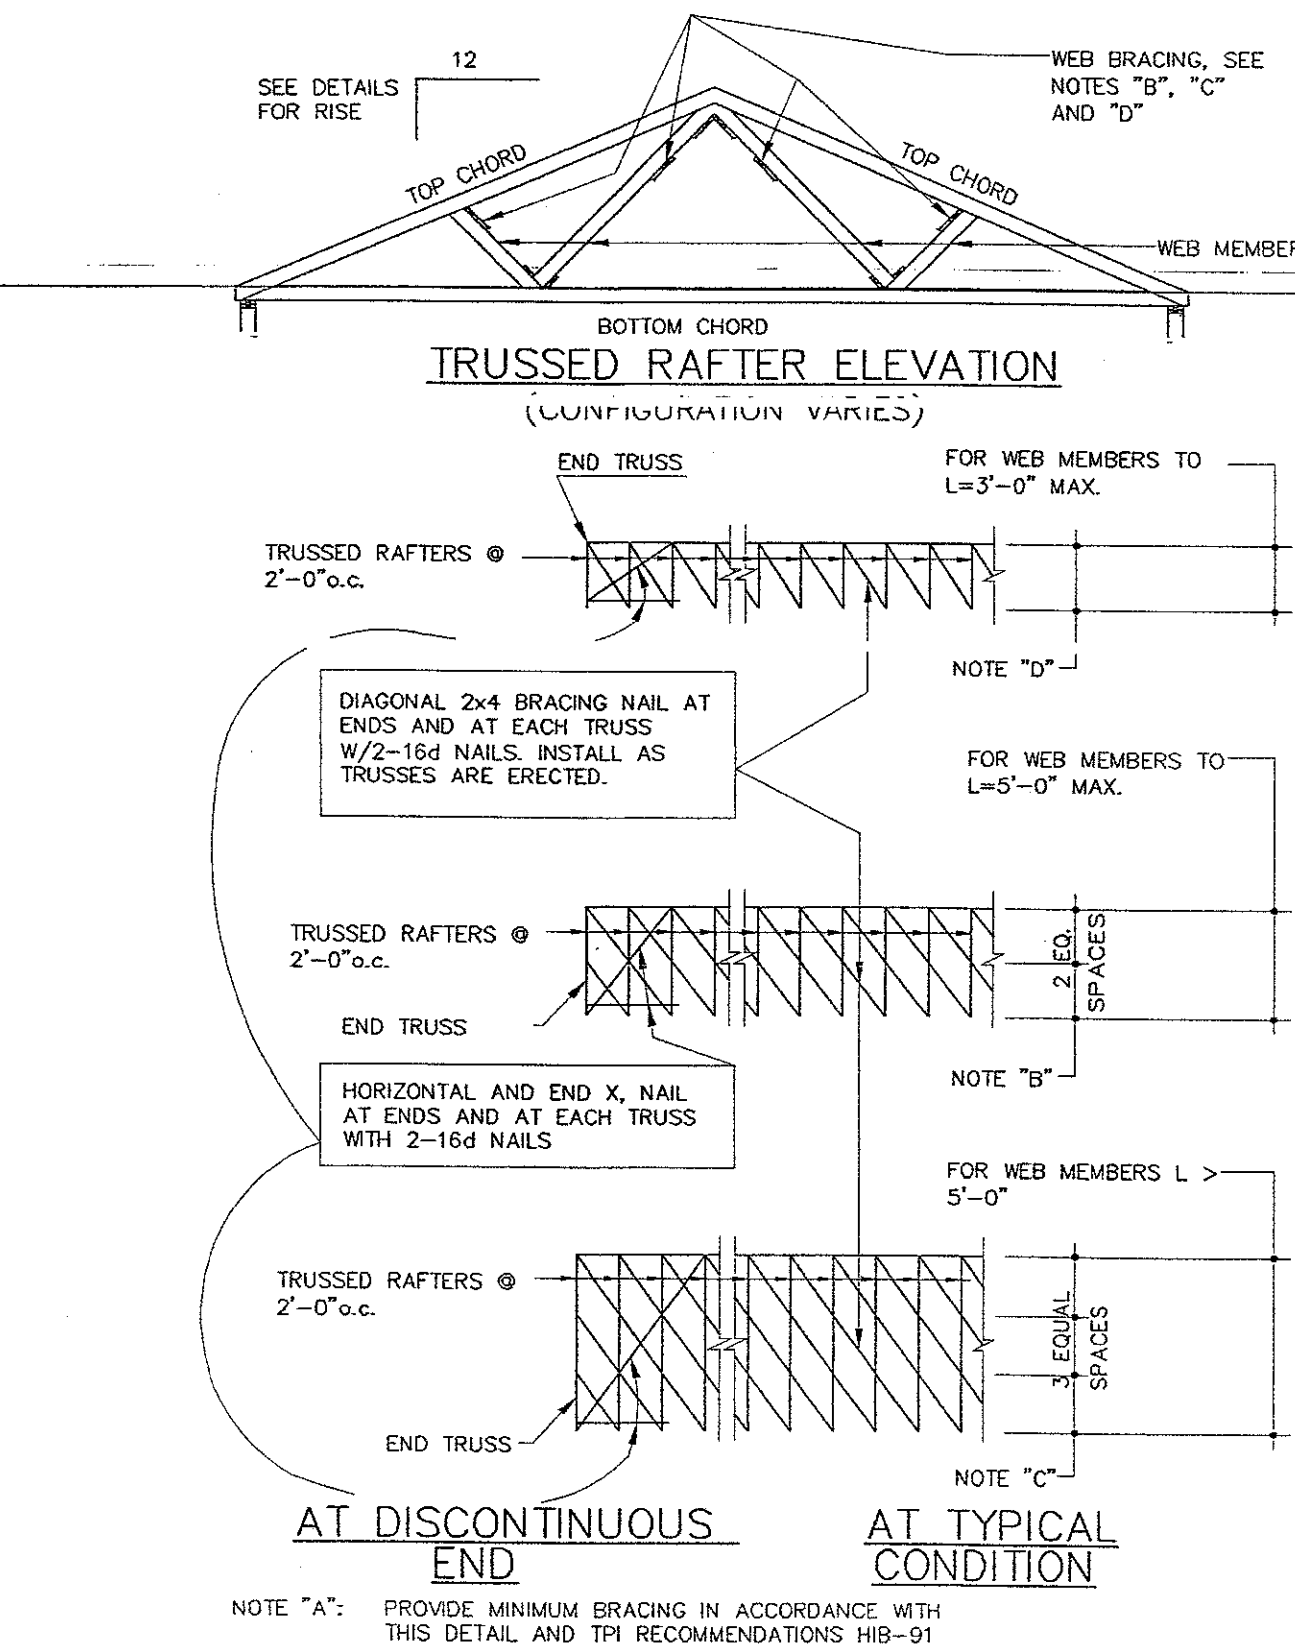 12
SEE DETAILS
FOR RISE
WEB BRACING, SEE
NOTES "B", "C"
AND "D"
TOP CHORD
TOP CHORD
WEB MEMBER
BOTTOM CHORD
TRUSSED RAFTER ELEVATION
(CONFIGURATION VARIES)
END TRUSS
FOR WEB MEMBERS TO
L=3'-0" MAX.
TRUSSED RAFTERS @
2'-0"o.c.
NOTE "D"
DIAGONAL 2x4 BRACING NAIL AT
ENDS AND AT EACH TRUSS
W/2-16d NAILS. INSTALL AS
TRUSSES ARE ERECTED.
FOR WEB MEMBERS TO
L=5'-0" MAX.
TRUSSED RAFTERS @
2'-0"o.c.
2 EQ.
SPACES
END TRUSS
NOTE "B"
HORIZONTAL AND END X, NAIL
AT ENDS AND AT EACH TRUSS
WITH 2-16d NAILS
FOR WEB MEMBERS L >
5'-0"
TRUSSED RAFTERS @
2'-0"o.c.
3 EQUAL
SPACES
END TRUSS
NOTE "C"
AT DISCONTINUOUS
END
AT TYPICAL
CONDITION
NOTE "A": PROVIDE MINIMUM BRACING IN ACCORDANCE WITH
THIS DETAIL AND TPI RECOMMENDATIONS HIB-91